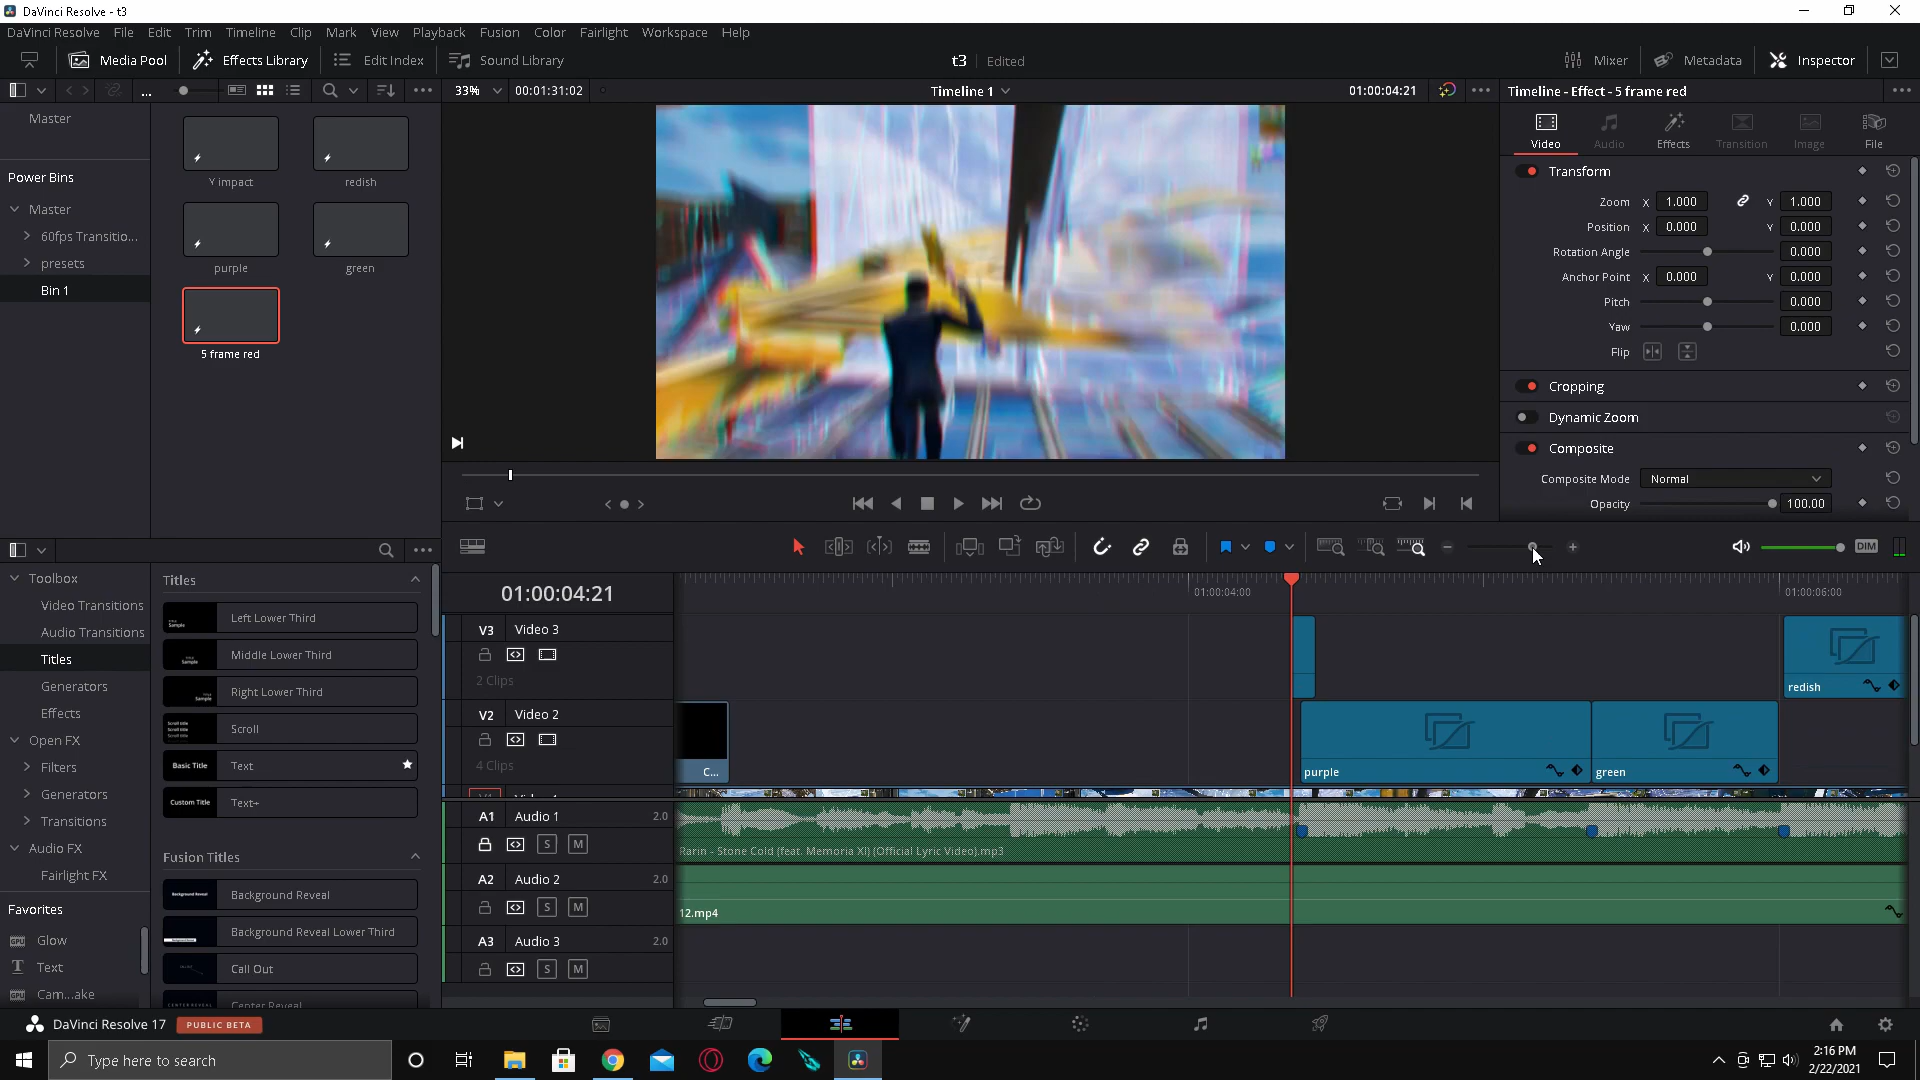 DaVinci Resolve - t3
DaVinci Resolve File Edit Trim Timeline Clip Mark View Playback Fusion Color Fairlight Workspace Help
Media Pool Effects Library Edit Index Sound Library t3 Edited Mixer Metadata Inspector
... 33% 00:01:31:02 Timeline 1 01:00:04:21 Timeline - Effect - 5 frame red
Master
Power Bins
Master
60fps Transitio...
presets
Bin 1
Y impact redish
purple green
5 frame red
Video Audio Effects Transition Image File
Transform
Zoom X 1.000 Y 1.000
Position X 0.000 Y 0.000
Rotation Angle 0.000
Anchor Point X 0.000 Y 0.000
Pitch 0.000
Yaw 0.000
Flip
Cropping
Dynamic Zoom
Composite
Composite Mode Normal
Opacity 100.00
DIM
Toolbox
Video Transitions
Audio Transitions
Titles
Generators
Effects
Open FX
Filters
Generators
Transitions
Audio FX
Fairlight FX
Favorites
Glow
Text
Cam...ake
Titles
Left Lower Third
Middle Lower Third
Right Lower Third
Scroll
Basic Title Text
Custom Title Text+
Fusion Titles
Background Reveal Background Reveal
Background Reveal Lower Third
Call Out
Center Reveal
01:00:04:21 01:00:04:00 01:00:06:00
V3 Video 3
2 Clips redish
V2 Video 2
4 Clips C... purple green
A1 Audio 1 2.0
S M Rarin - Stone Cold (feat. Memoria XI) (Official Lyric Video).mp3
A2 Audio 2 2.0
S M 12.mp4
A3 Audio 3 2.0
S M
DaVinci Resolve 17 PUBLIC BETA
Type here to search
2:16 PM
2/22/2021